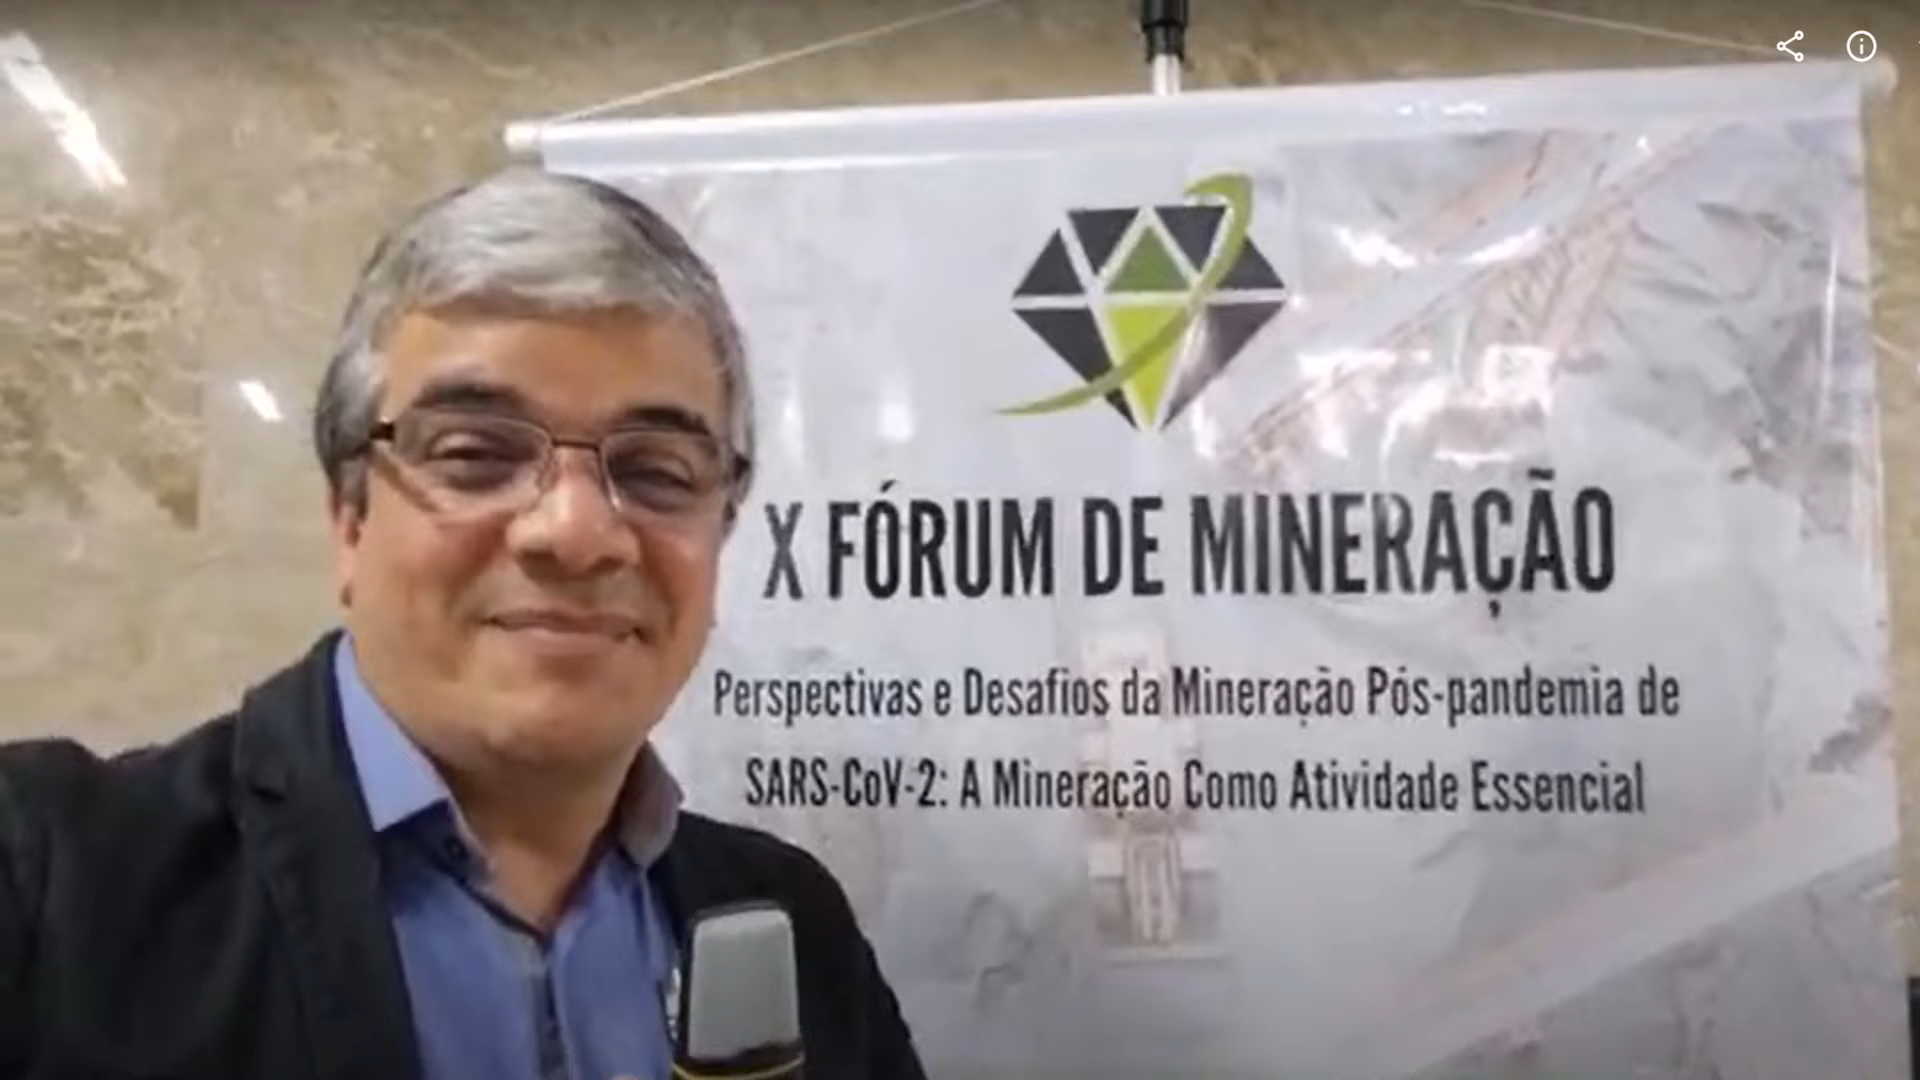 X FÓRUM DE MINERAÇÃO
Perspectivas e Desafios da Mineração Pós-pandemia de
SARS-CoV-2: A Mineração Como Atividade Essencial